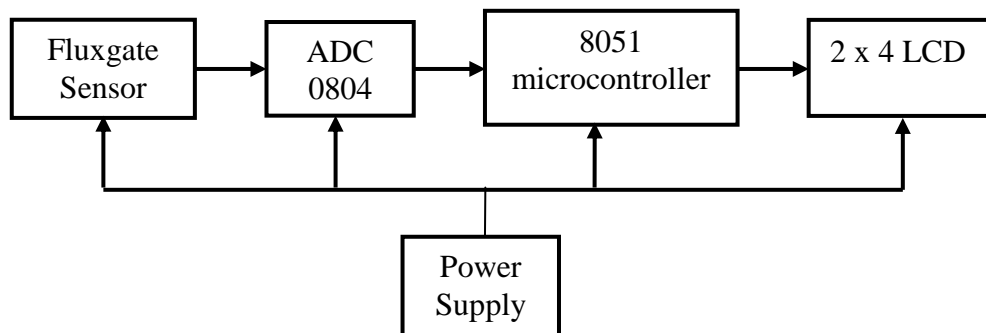 Fluxgate
Sensor
ADC
0804
8051
microcontroller
2 x 4 LCD
Power
Supply